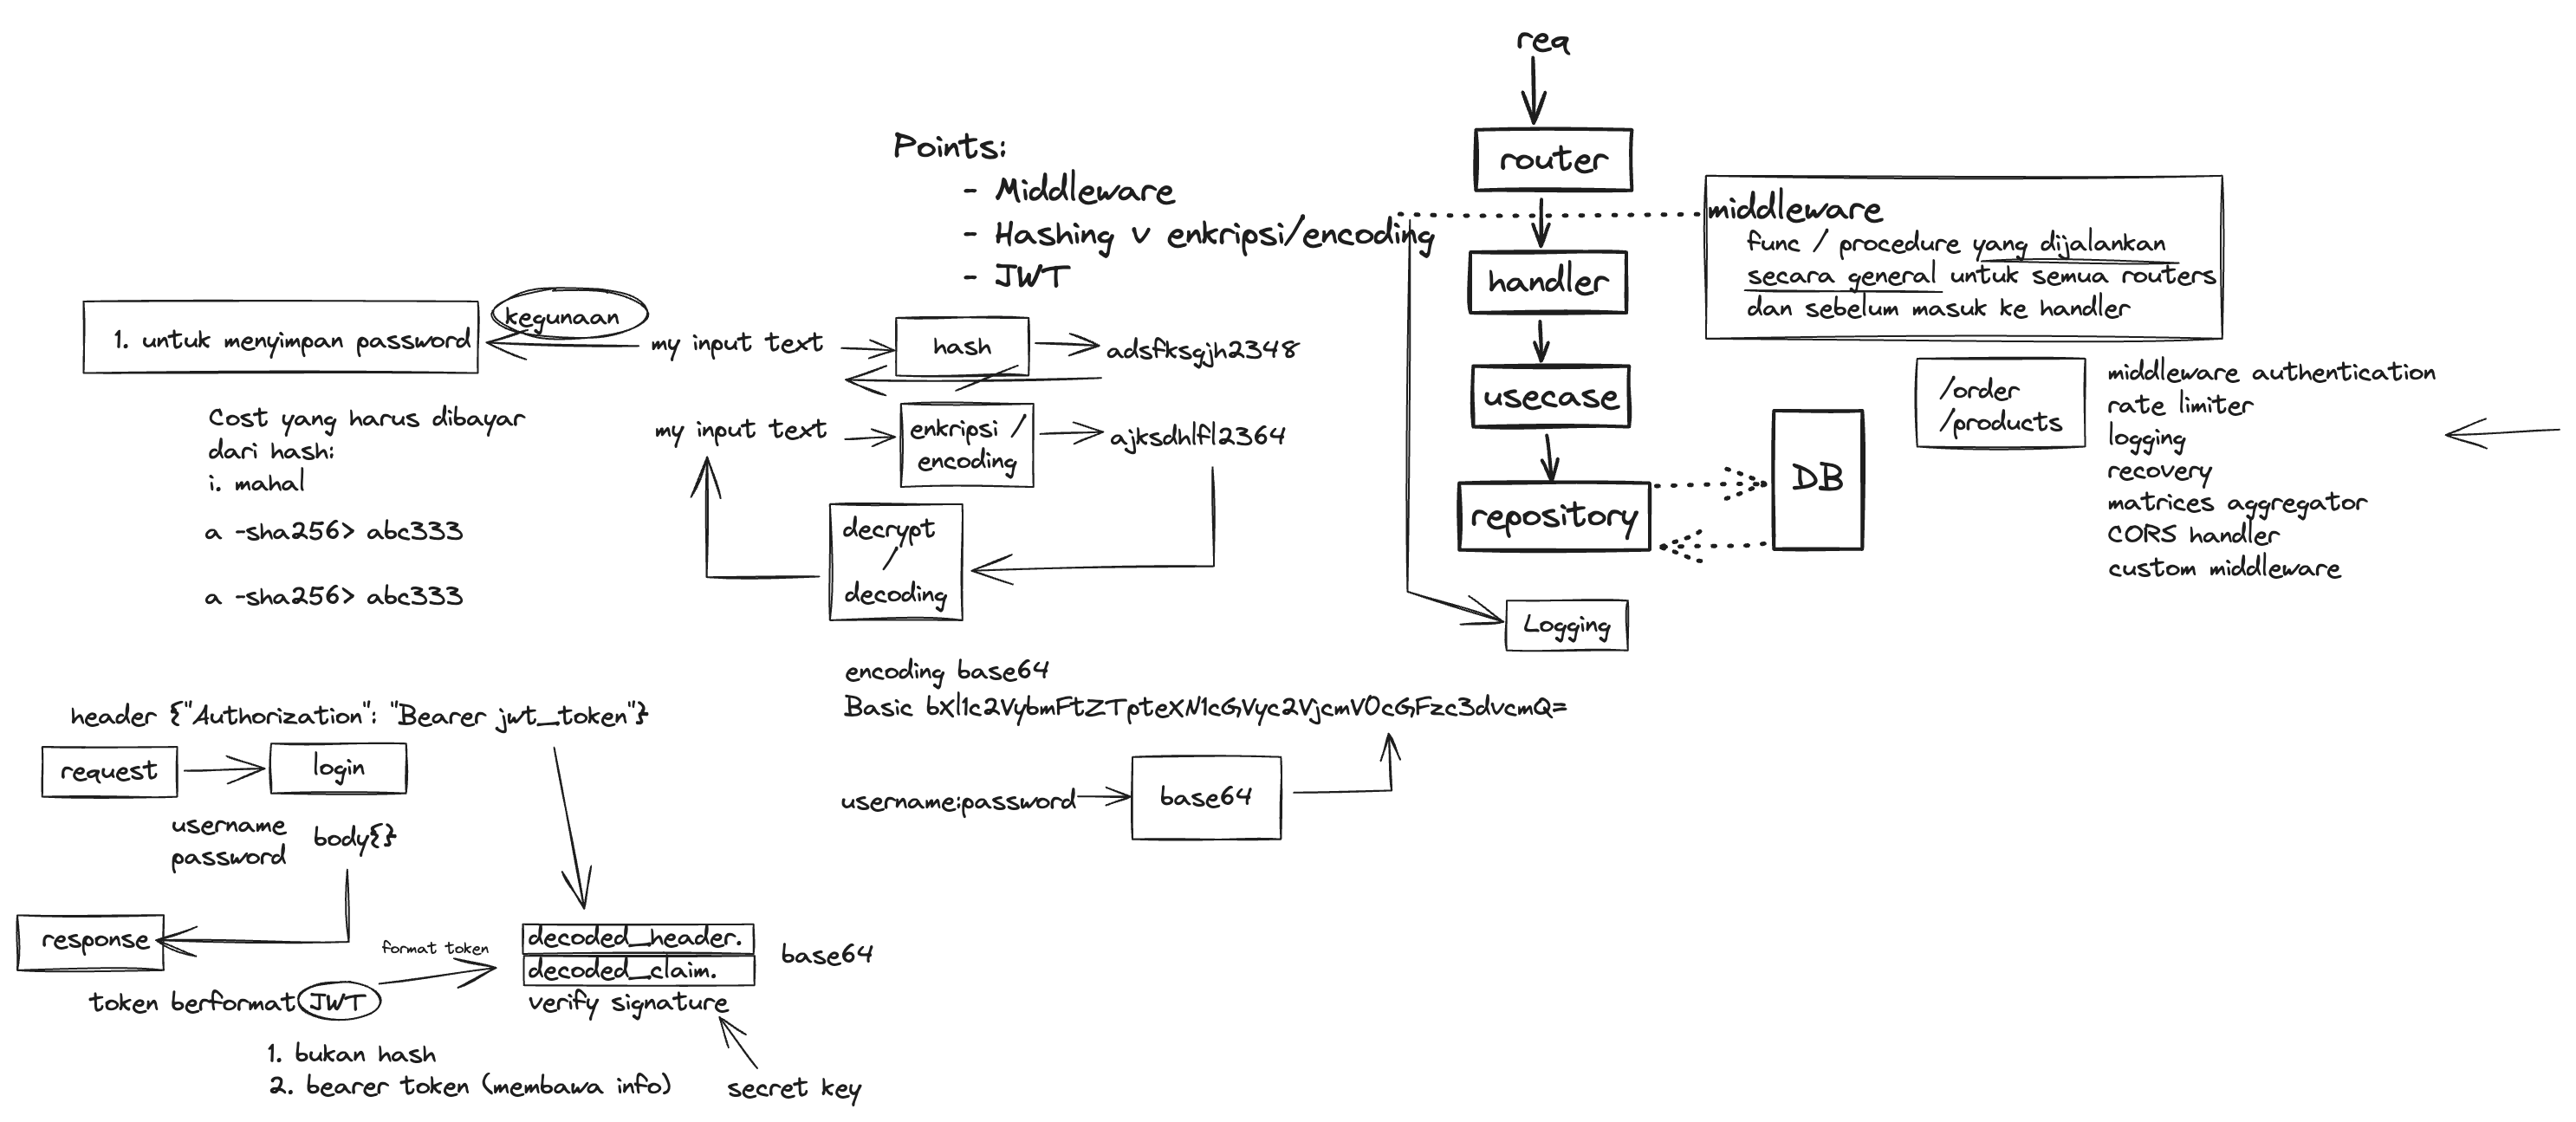 req
router
Points:
- Middleware
- Hashing v enkripsi/encoding
- JWT
middleware
func / procedure yang dijalankan
secara general untuk semua routers
dan sebelum masuk ke handler
handler
usecase
repository
DB
Logging
/order
/products
middleware authentication
rate limiter
logging
recovery
matrices aggregator
CORS handler
custom middleware
kegunaan
1. untuk menyimpan password
my input text
hash
adsfksgjh2348
Cost yang harus dibayar
dari hash:
i. mahal
a -sha256> abc333
a -sha256> abc333
my input text
enkripsi /
encoding
ajksdhlfl2364
decrypt
/
decoding
encoding base64
Basic bXl1c2VybmFtZTpteXN1cGVyc2VjcmV0cGFzc3dvcmQ=
username:password
base64
header {"Authorization": "Bearer jwt_token"}
request
login
username
password
body{}
response
format token
token berformat JWT
1. bukan hash
2. bearer token (membawa info)
decoded_header.
decoded_claim.
verify signature
base64
secret key